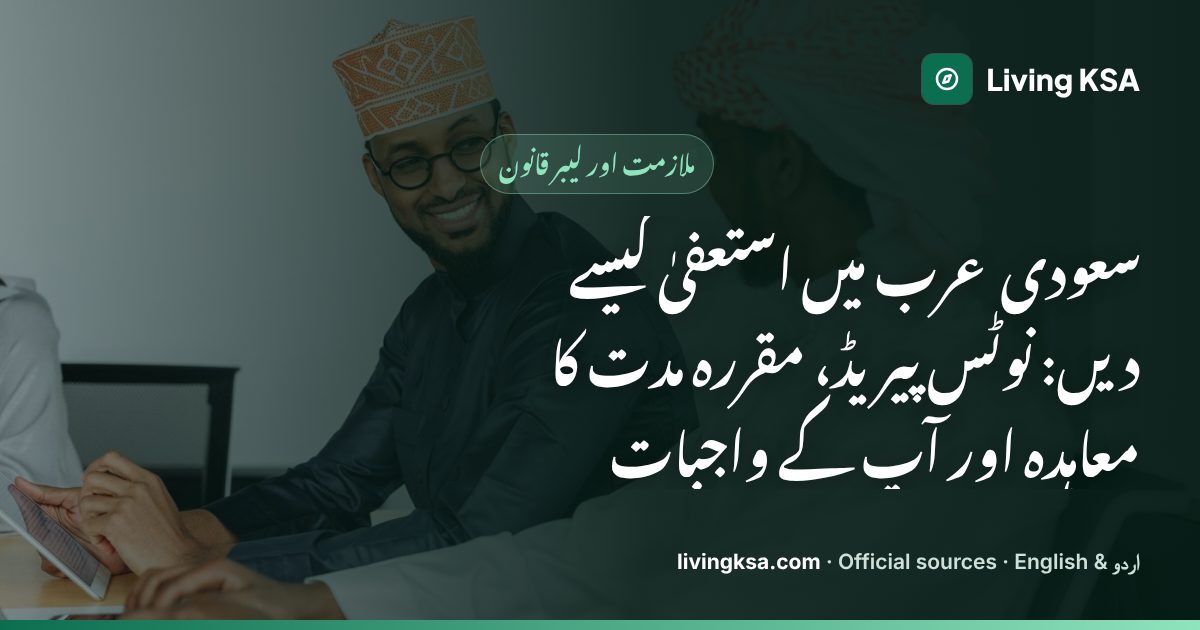 Living KSA
ملازمت اور لیبر قانون
سعودی عرب میں استعفیٰ کیسے
دیں: نوٹس پیریڈ، مقررہ مدت کا
معاہدہ اور آپ کے واجبات
livingksa.com · Official sources · English & اردو